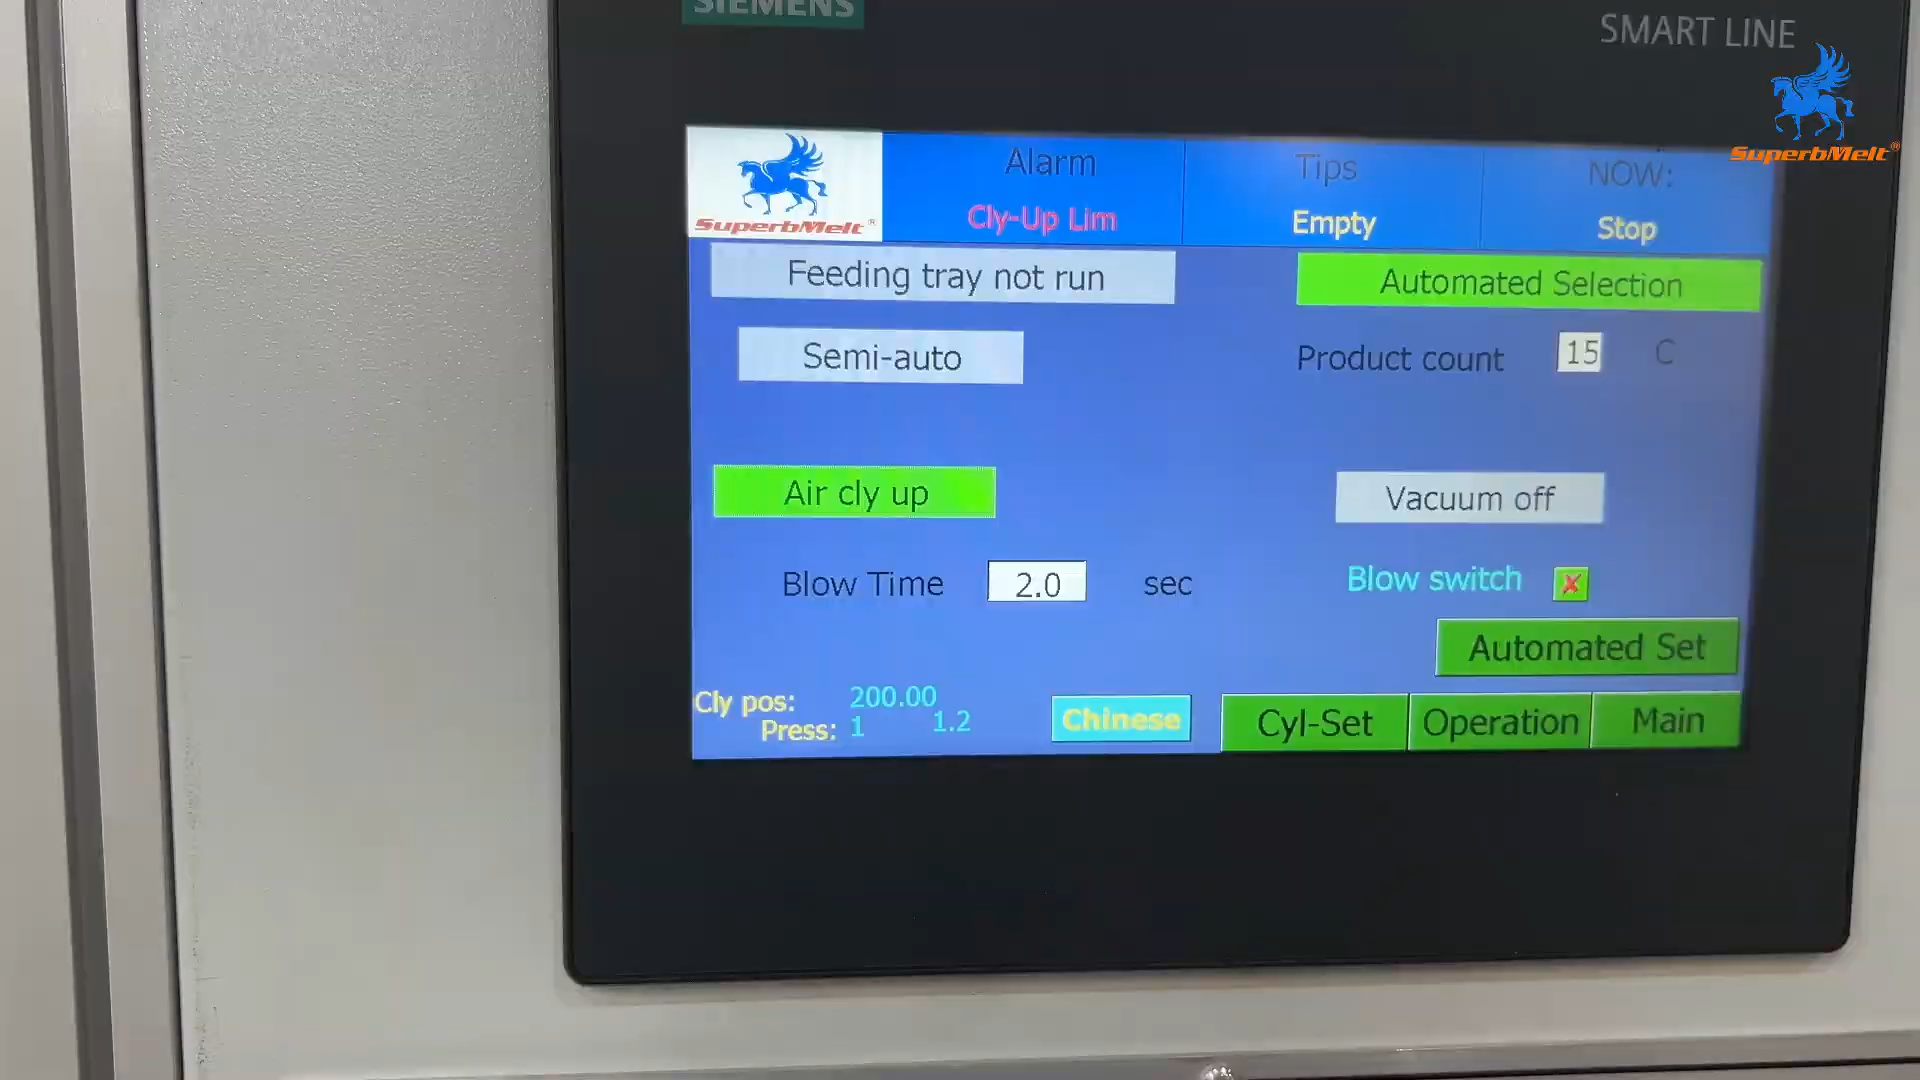 SIEMENS
SMART LINE
SuperbMelt®
SuperbMelt®
Alarm
Cly-Up Lim
Tips
Empty
NOW:
Stop
Feeding tray not run
Automated Selection
Semi-auto
Product count 15 C
Air cly up
Vacuum off
Blow Time 2.0 sec
Blow switch
Automated Set
Cly pos: 200.00
Press: 1 1.2
Chinese
Cyl-Set
Operation
Main